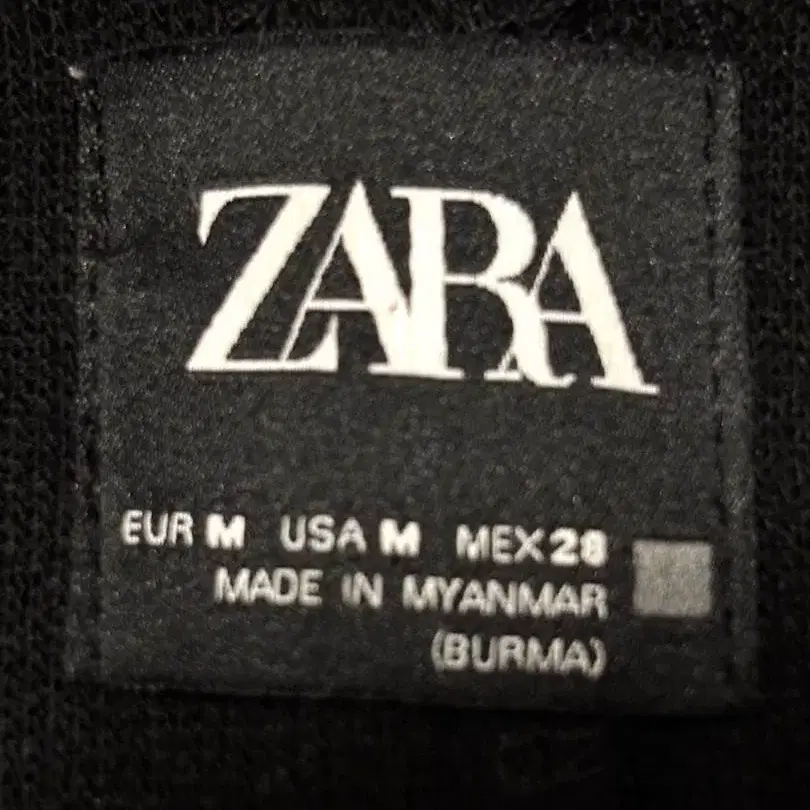 ZARA
EUR M USA M MEX 28
MADE IN MYANMAR
(BURMA)